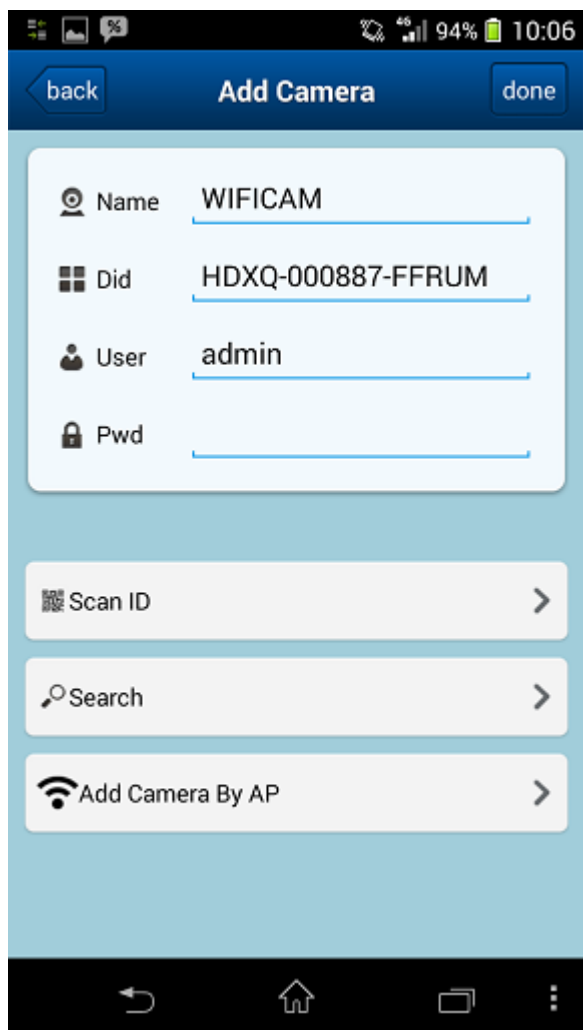 94% 10:06
back Add Camera done
Name WIFICAM
Did HDXQ-000887-FFRUM
User admin
Pwd
Scan ID
Search
Add Camera By AP